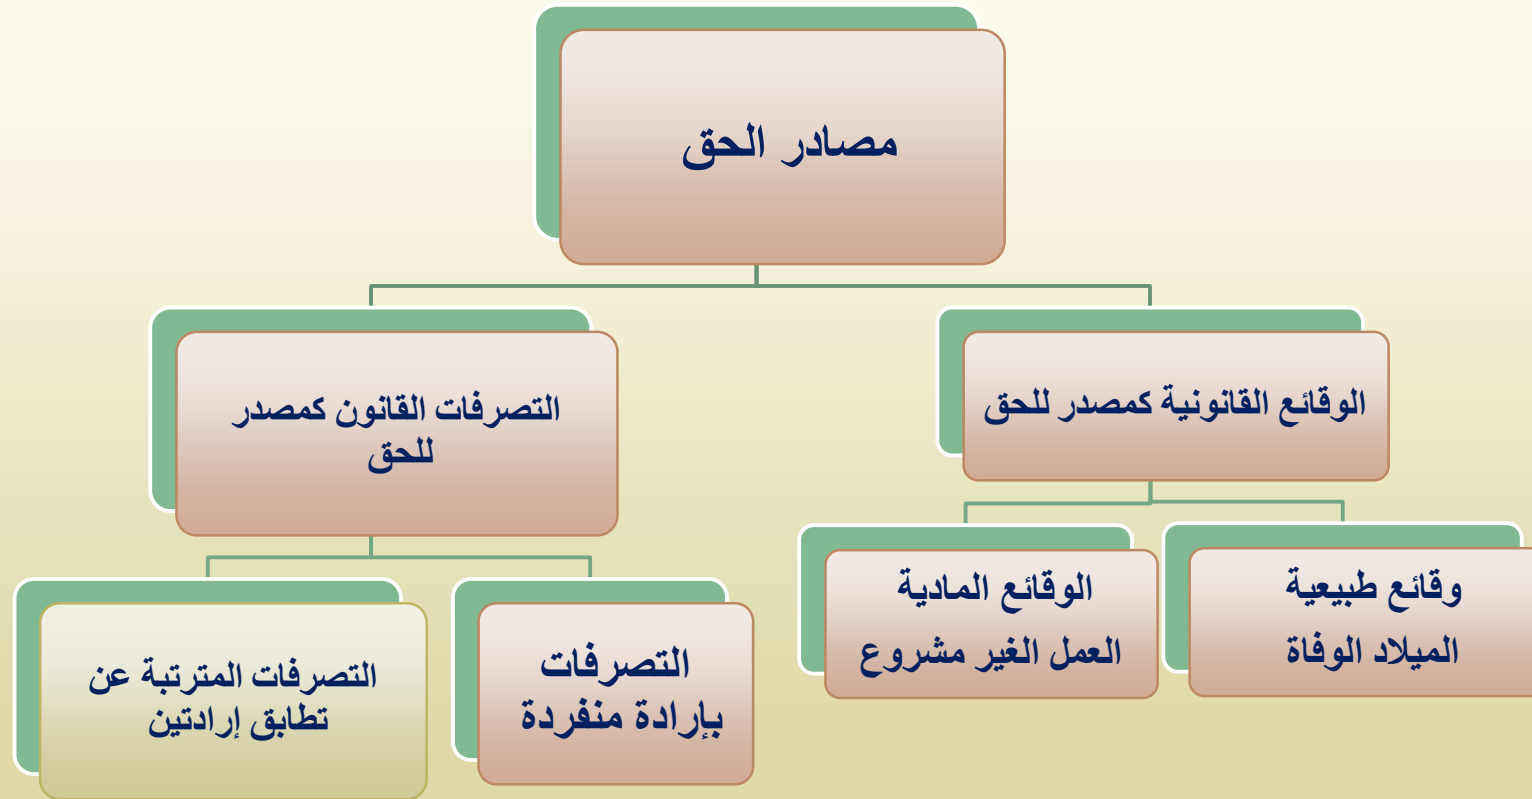 مصادر الحق
الوقائع القانونية كمصدر للحق
التصرفات القانون كمصدر
للحق
وقائع طبيعية
الميلاد الوفاة
الوقائع المادية
العمل الغير مشروع
التصرفات
بإرادة منفردة
التصرفات المترتبة عن
تطابق إرادتين